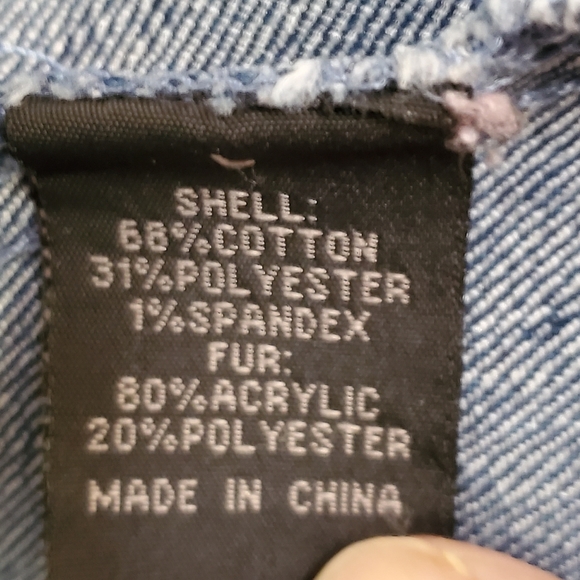 SHELL:
68%COTTON
31%POLYESTER
1%SPANDEX
FUR:
80%ACRYLIC
20%POLYESTER
MADE IN CHINA